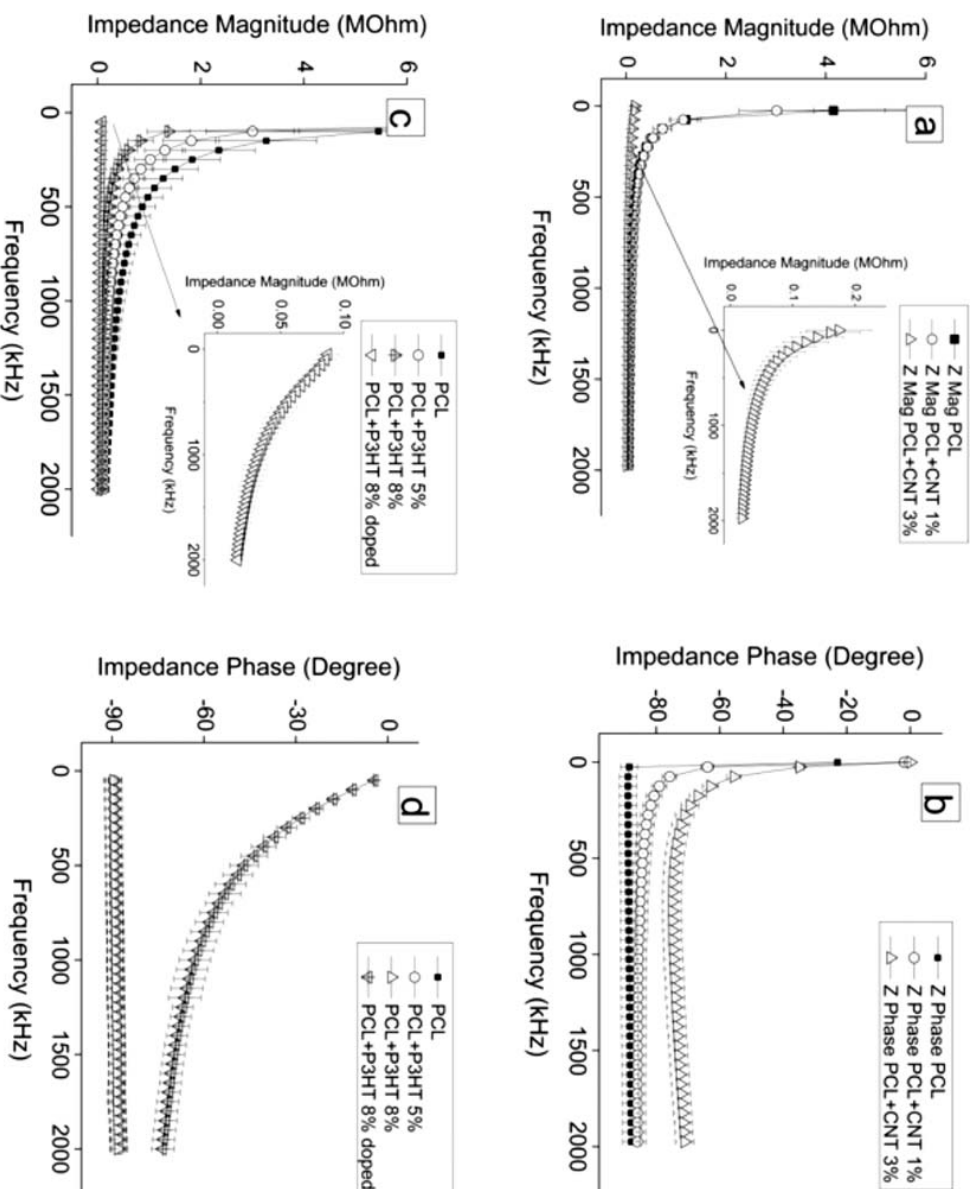 a
Impedance Magnitude (MOhm)
6
4
2
0
0
500
1000
1500
2000
Frequency (kHz)
Z Mag PCL
Z Mag PCL+CNT 1%
Z Mag PCL+CNT 3%
Impedance Magnitude (MOhm)
0.2
0.1
0.0
0
1000
2000
Frequency (kHz)
b
Impedance Phase (Degree)
0
-20
-40
-60
-80
0
500
1000
1500
2000
Frequency (kHz)
Z Phase PCL
Z Phase PCL+CNT 1%
Z Phase PCL+CNT 3%
c
Impedance Magnitude (MOhm)
6
4
2
0
0
500
1000
1500
2000
Frequency (kHz)
PCL
PCL+P3HT 5%
PCL+P3HT 8%
PCL+P3HT 8% doped
Impedance Magnitude (MOhm)
0.10
0.05
0.00
0
1000
2000
Frequency (kHz)
d
Impedance Phase (Degree)
0
-30
-60
-90
0
500
1000
1500
2000
Frequency (kHz)
PCL
PCL+P3HT 5%
PCL+P3HT 8%
PCL+P3HT 8% doped